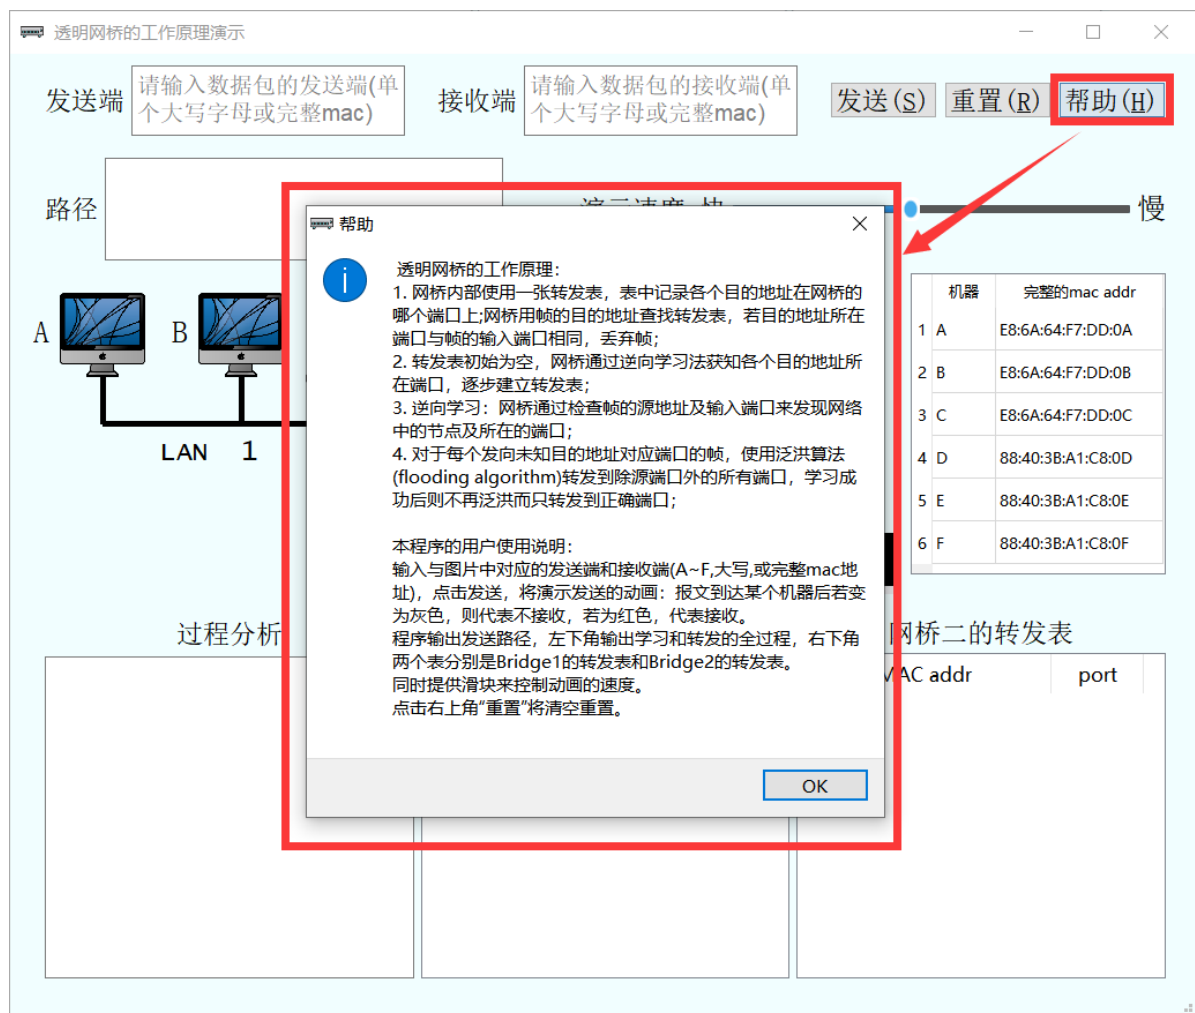 透明网桥的工作原理演示
发送端
请输入数据包的发送端(单
个大写字母或完整mac)
接收端
请输入数据包的接收端(单
个大写字母或完整mac)
发送(S)
重置(R)
帮助(H)
路径
慢
帮助
透明网桥的工作原理：
1. 网桥内部使用一张转发表，表中记录各个目的地址在网桥的
哪个端口上;网桥用帧的目的地址查找转发表，若目的地址所在
端口与帧的输入端口相同，丢弃帧；
2. 转发表初始为空，网桥通过逆向学习法获知各个目的地址所
在端口，逐步建立转发表；
3. 逆向学习：网桥通过检查帧的源地址及输入端口来发现网络
中的节点及所在的端口；
4. 对于每个发向未知目的地址对应端口的帧，使用泛洪算法
(flooding algorithm)转发到除源端口外的所有端口，学习成
功后则不再泛洪而只转发到正确端口；
本程序的用户使用说明：
输入与图片中对应的发送端和接收端(A~F,大写,或完整mac地
址)，点击发送，将演示发送的动画：报文到达某个机器后若变
为灰色，则代表不接收，若为红色，代表接收。
程序输出发送路径，左下角输出学习和转发的全过程，右下角
两个表分别是Bridge1的转发表和Bridge2的转发表。
同时提供滑块来控制动画的速度。
点击右上角“重置”将清空重置。
OK
A
B
LAN 1
机器 完整的mac addr
1 A E8:6A:64:F7:DD:0A
2 B E8:6A:64:F7:DD:0B
3 C E8:6A:64:F7:DD:0C
4 D 88:40:3B:A1:C8:0D
5 E 88:40:3B:A1:C8:0E
6 F 88:40:3B:A1:C8:0F
过程分析
网桥二的转发表
MAC addr port